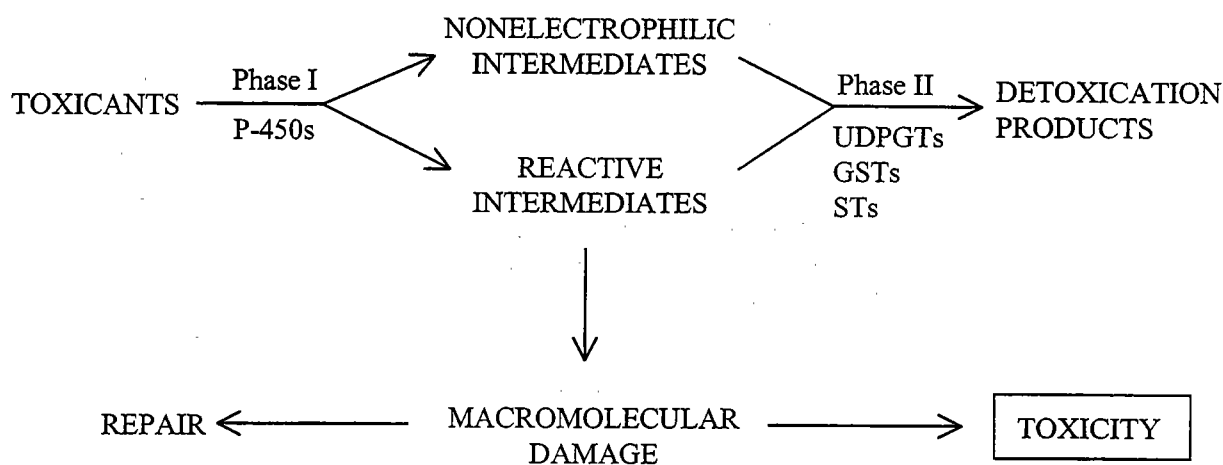 NONELECTROPHILIC
INTERMEDIATES
Phase I
TOXICANTS
P-450s
Phase II
DETOXICATION
PRODUCTS
UDPGTs
GSTs
STs
REACTIVE
INTERMEDIATES
REPAIR
MACROMOLECULAR
DAMAGE
TOXICITY